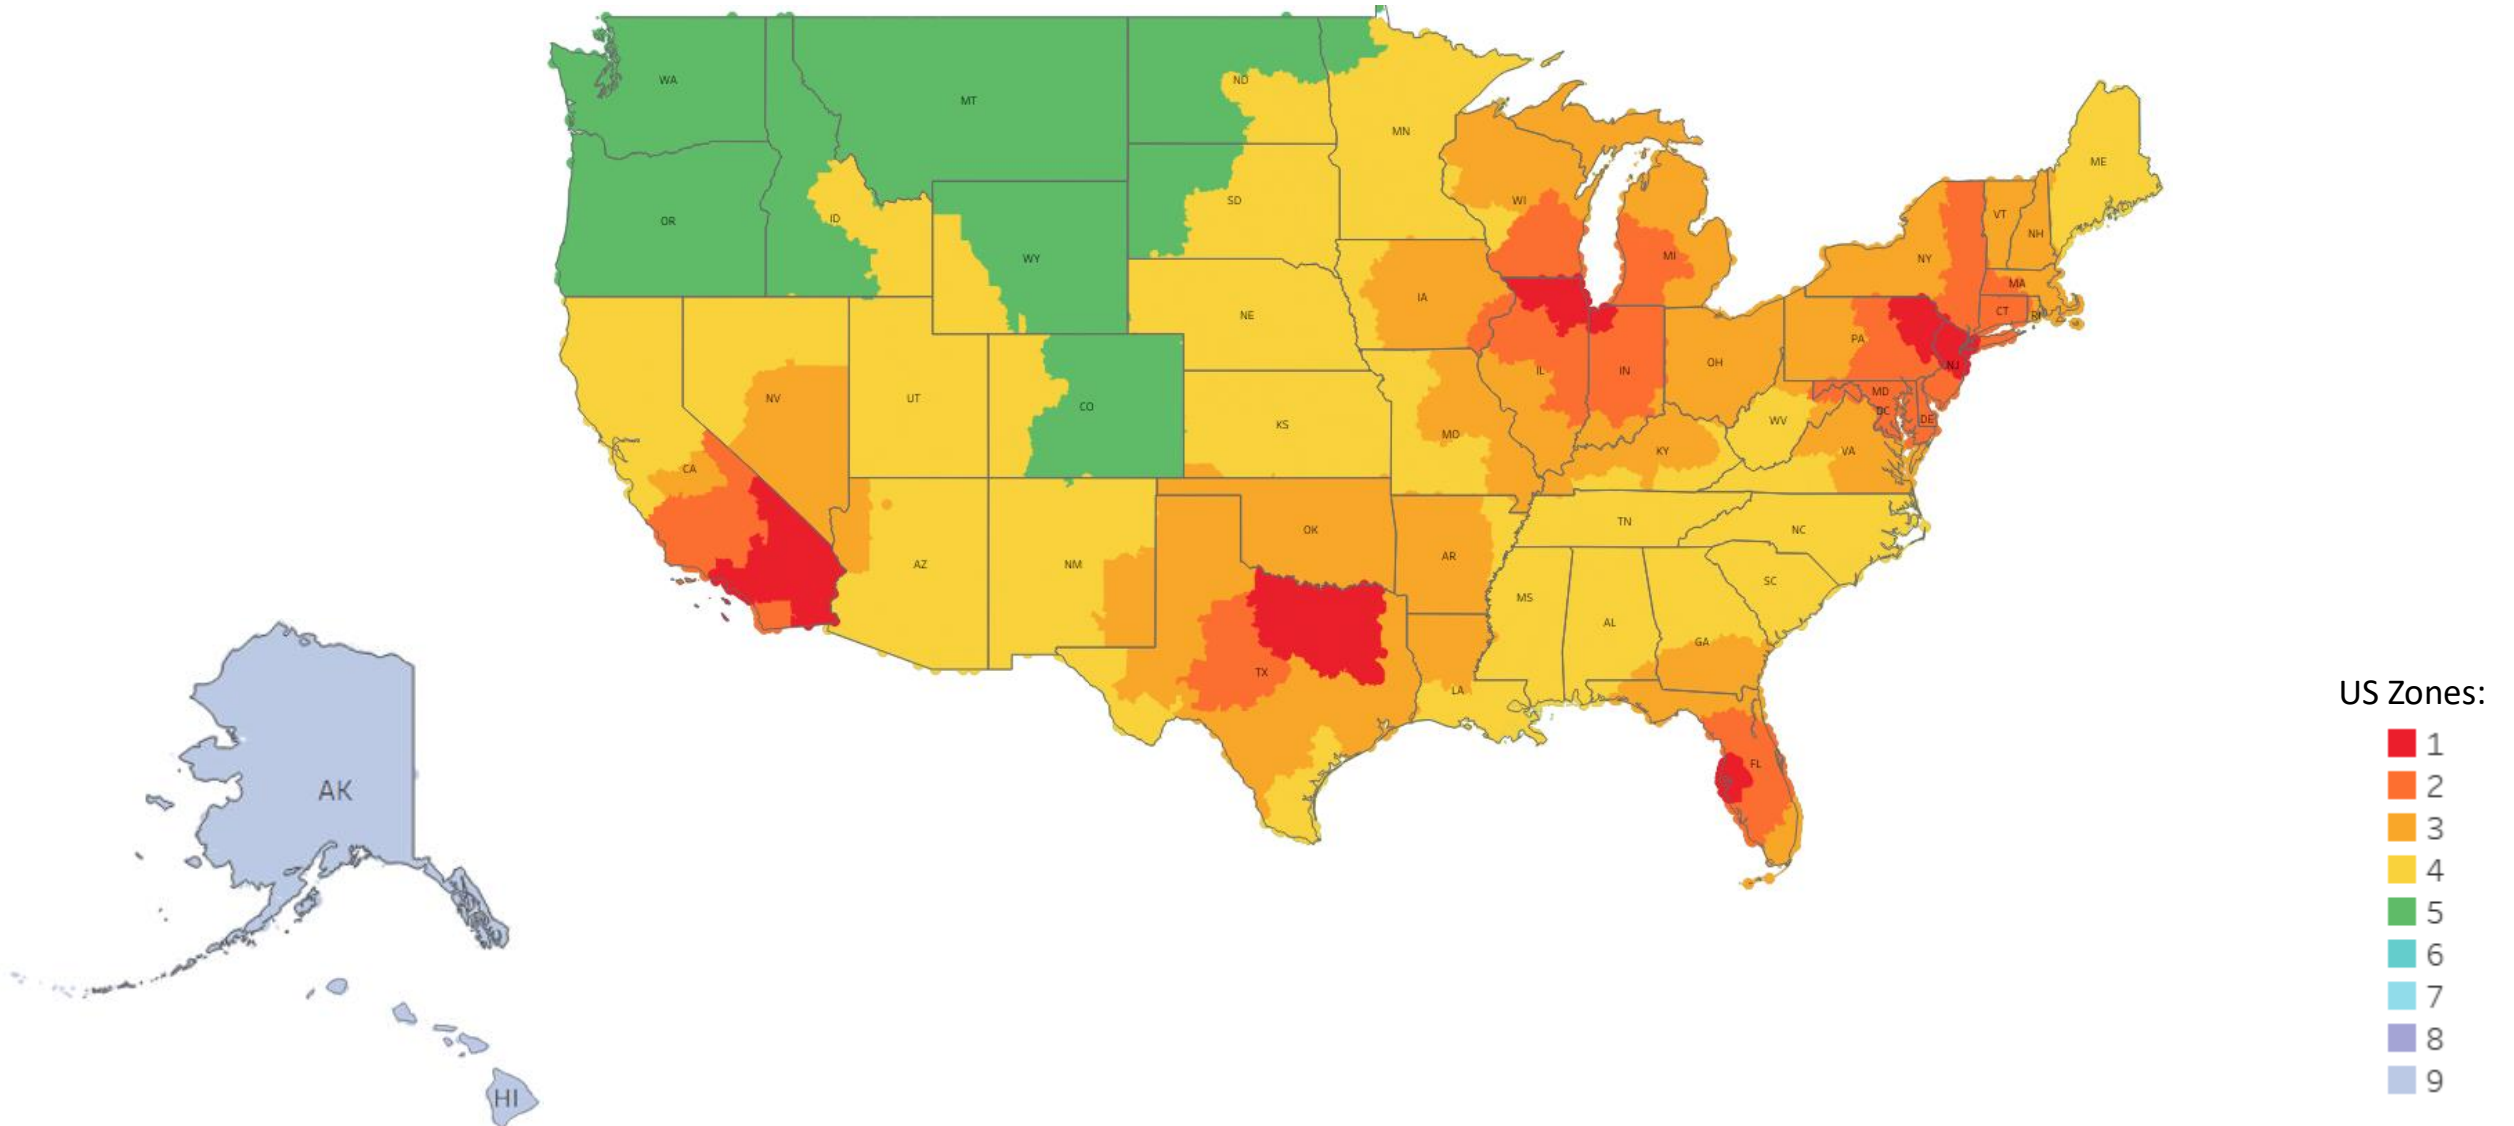 WA
MT
ND
MN
ME
OR
ID
WY
SD
WI
MI
NY
VT
NH
MA
CT
RI
IA
NE
IL
IN
OH
PA
NJ
NV
UT
CO
KS
MO
KY
WV
MD
DC
DE
VA
CA
AZ
NM
OK
AR
TN
NC
SC
MS
AL
GA
TX
LA
FL
AK
HI
US Zones:
1
2
3
4
5
6
7
8
9